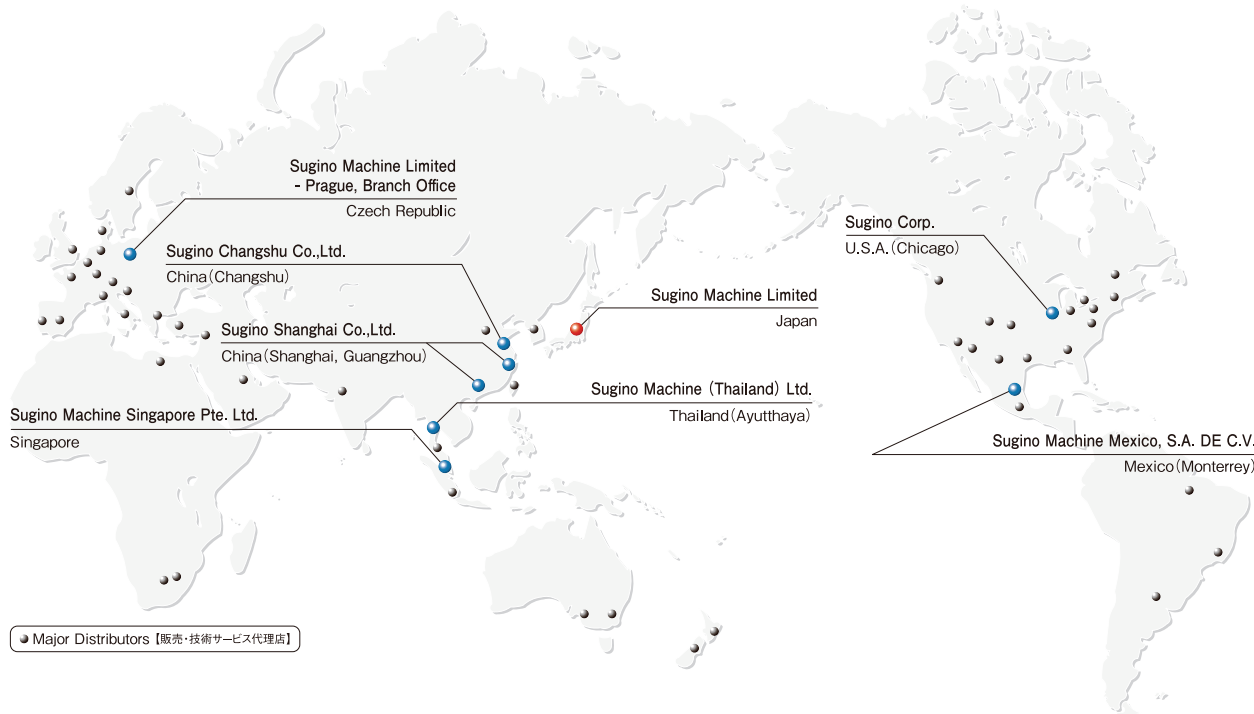 Sugino Machine Limited
- Prague, Branch Office
Czech Republic
Sugino Changshu Co.,Ltd.
China(Changshu)
Sugino Shanghai Co.,Ltd.
China(Shanghai, Guangzhou)
Sugino Machine Singapore Pte. Ltd.
Singapore
Sugino Machine Limited
Japan
Sugino Machine (Thailand) Ltd.
Thailand(Ayutthaya)
Sugino Corp.
U.S.A.(Chicago)
Sugino Machine Mexico, S.A. DE C.V.
Mexico(Monterrey)
Major Distributors【販売・技術サービス代理店】